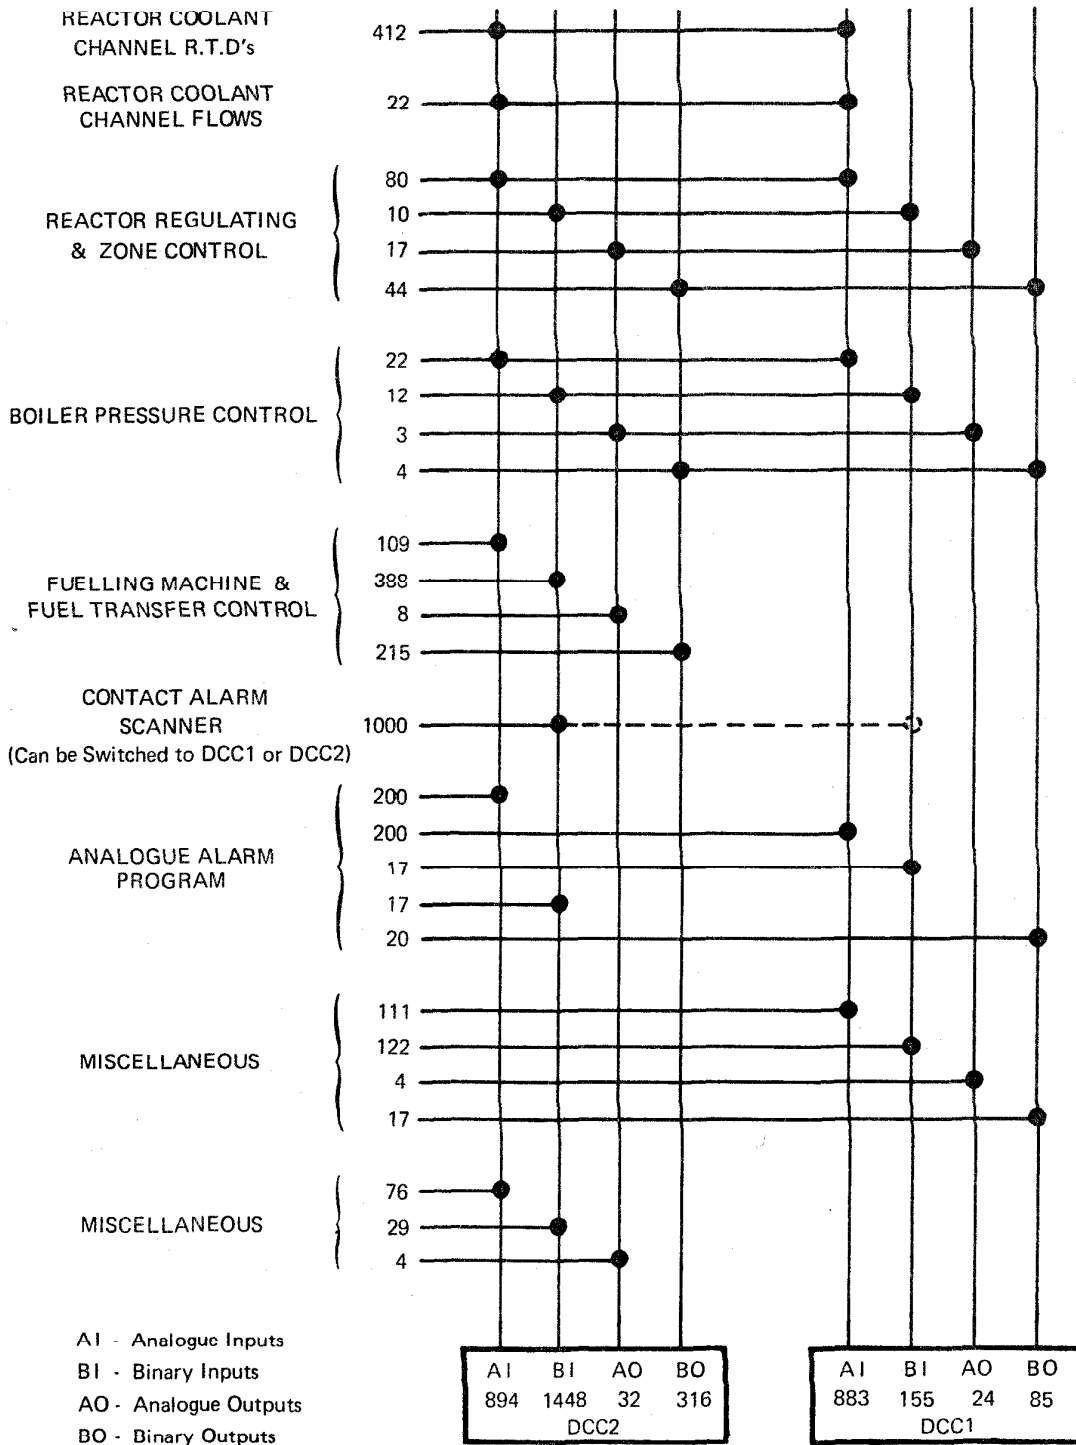 REACTOR COOLANT
CHANNEL R.T.D's
412
REACTOR COOLANT
CHANNEL FLOWS
22
REACTOR REGULATING
& ZONE CONTROL
80
10
17
44
BOILER PRESSURE CONTROL
22
12
3
4
FUELLING MACHINE &
FUEL TRANSFER CONTROL
109
388
8
215
CONTACT ALARM
SCANNER
(Can be Switched to DCC1 or DCC2)
1000
ANALOGUE ALARM
PROGRAM
200
200
17
17
20
MISCELLANEOUS
111
122
4
17
MISCELLANEOUS
76
29
4
AI - Analogue Inputs
BI - Binary Inputs
AO - Analogue Outputs
BO - Binary Outputs
AI BI AO BO
894 1448 32 316
DCC2
AI BI AO BO
883 155 24 85
DCC1